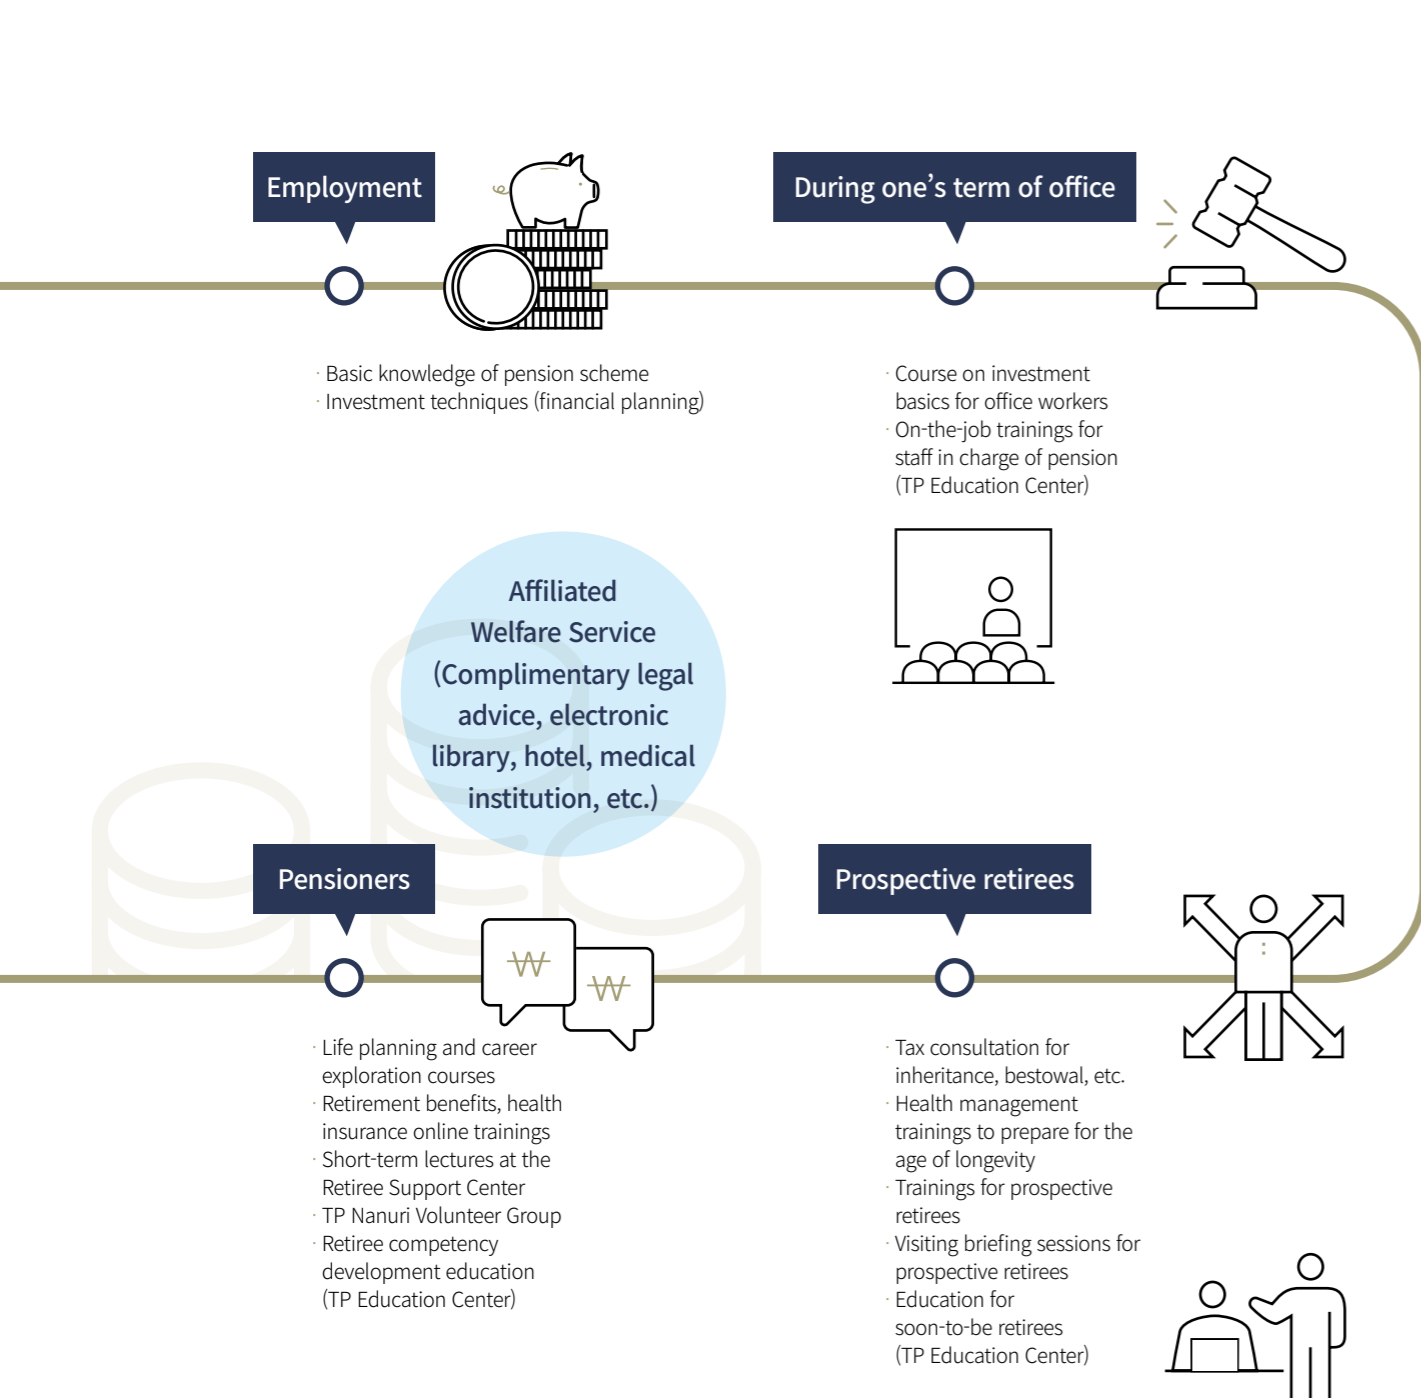 Employment
During one’s term of office
· Basic knowledge of pension scheme
· Investment techniques (financial planning)
· Course on investment
basics for office workers
· On-the-job trainings for
staff in charge of pension
(TP Education Center)
Affiliated
Welfare Service
(Complimentary legal
advice, electronic
library, hotel, medical
institution, etc.)
Pensioners
Prospective retirees
₩
₩
· Life planning and career
exploration courses
· Retirement benefits, health
insurance online trainings
· Short-term lectures at the
Retiree Support Center
· TP Nanuri Volunteer Group
· Retiree competency
development education
(TP Education Center)
· Tax consultation for
inheritance, bestowal, etc.
· Health management
trainings to prepare for the
age of longevity
· Trainings for prospective
retirees
· Visiting briefing sessions for
prospective retirees
· Education for
soon-to-be retirees
(TP Education Center)